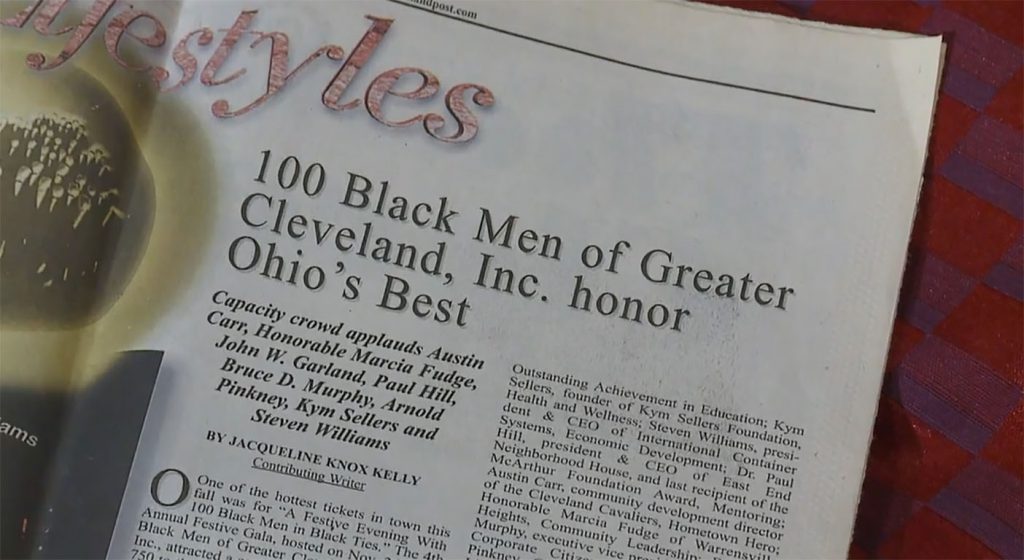 andpost.com
ifestyles
100 Black Men of Greater
Cleveland, Inc. honor
Ohio's Best
Capacity crowd applauds Austin
Carr, Honorable Marcia Fudge,
John W. Garland, Paul Hill,
Bruce D. Murphy, Arnold
Pinkney, Kym Sellers and
Steven Williams
BY JACQUELINE KNOX KELLY
Contributing Writer
One of the hottest tickets in town this
fall was for "A Festive Evening With
100 Black Men in Black Ties." The 4th
Annual Festive Gala, hosted on Nov.
Black Men of Greater
Inc., attracted a
750 to
Outstanding Achievement in Education; Kym
Sellers, founder of Kym Sellers Foundation,
Health and Wellness; Steven Williams, presi-
dent & CEO of International Container
Systems, Economic Development; Dr. Paul
Hill, president & CEO of East End
Neighborhood House, and last recipient of the
McArthur Foundation Award, Mentoring;
Austin Carr, community development director
of the Cleveland Cavaliers, Hometown Hero;
Honorable Marcia Fudge of Warrensville
Heights, Community Leadership;
Murphy, executive vice
Corporate
Pinkney
ams